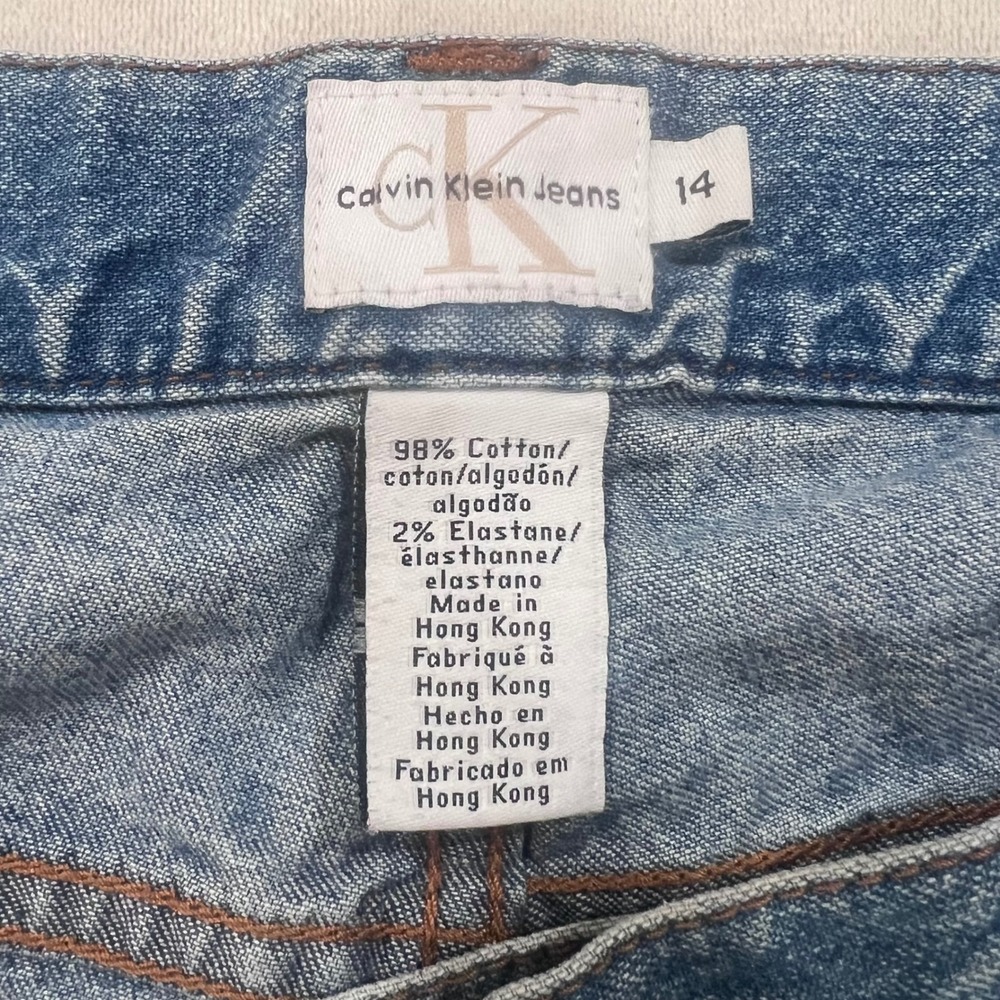 CK
Calvin Klein Jeans
14
98% Cotton/
coton/algodón/
algodão
2% Elastane/
élasthanne/
elastano
Made in
Hong Kong
Fabriqué à
Hong Kong
Hecho en
Hong Kong
Fabricado em
Hong Kong